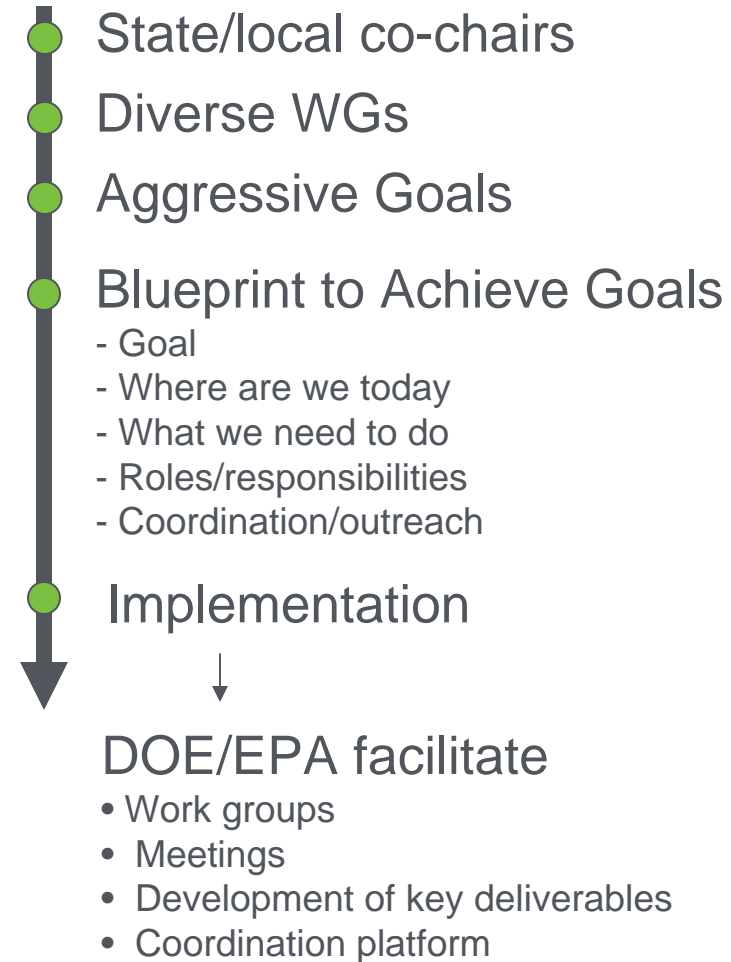 State/local co-chairs
Diverse WGs
Aggressive Goals
Blueprint to Achieve Goals
- Goal
- Where are we today
- What we need to do
- Roles/responsibilities
- Coordination/outreach
Implementation
DOE/EPA facilitate
• Work groups
• Meetings
• Development of key deliverables
• Coordination platform